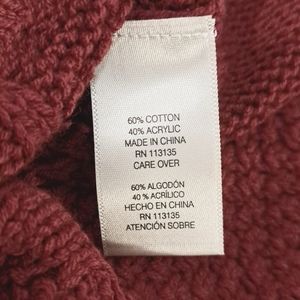 60% COTTON
40% ACRYLIC
MADE IN CHINA
RN 113135
CARE OVER
60% ALGODÓN
40 % ACRÍLICO
HECHO EN CHINA
RN 113135
ATENCIÓN SOBRE